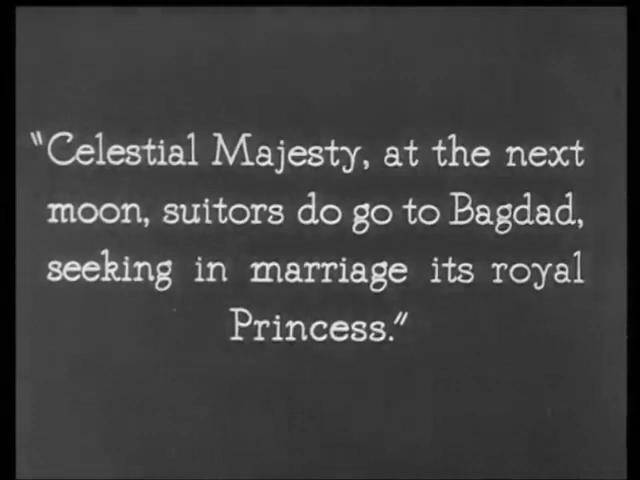 "Celestial Majesty, at the next
moon, suitors do go to Bagdad,
seeking in marriage its royal
Princess."